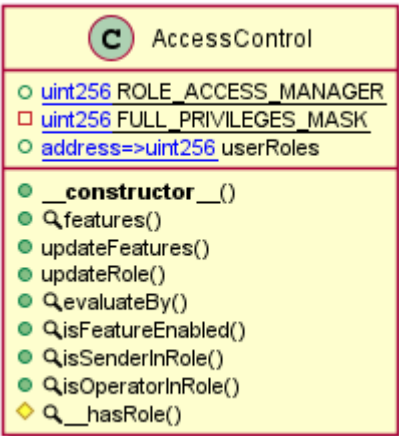 C AccessControl
uint256 ROLE_ACCESS_MANAGER
uint256 FULL_PRIVILEGES_MASK
address=>uint256 userRoles
__constructor__()
features()
updateFeatures()
updateRole()
evaluateBy()
isFeatureEnabled()
isSenderInRole()
isOperatorInRole()
__hasRole()